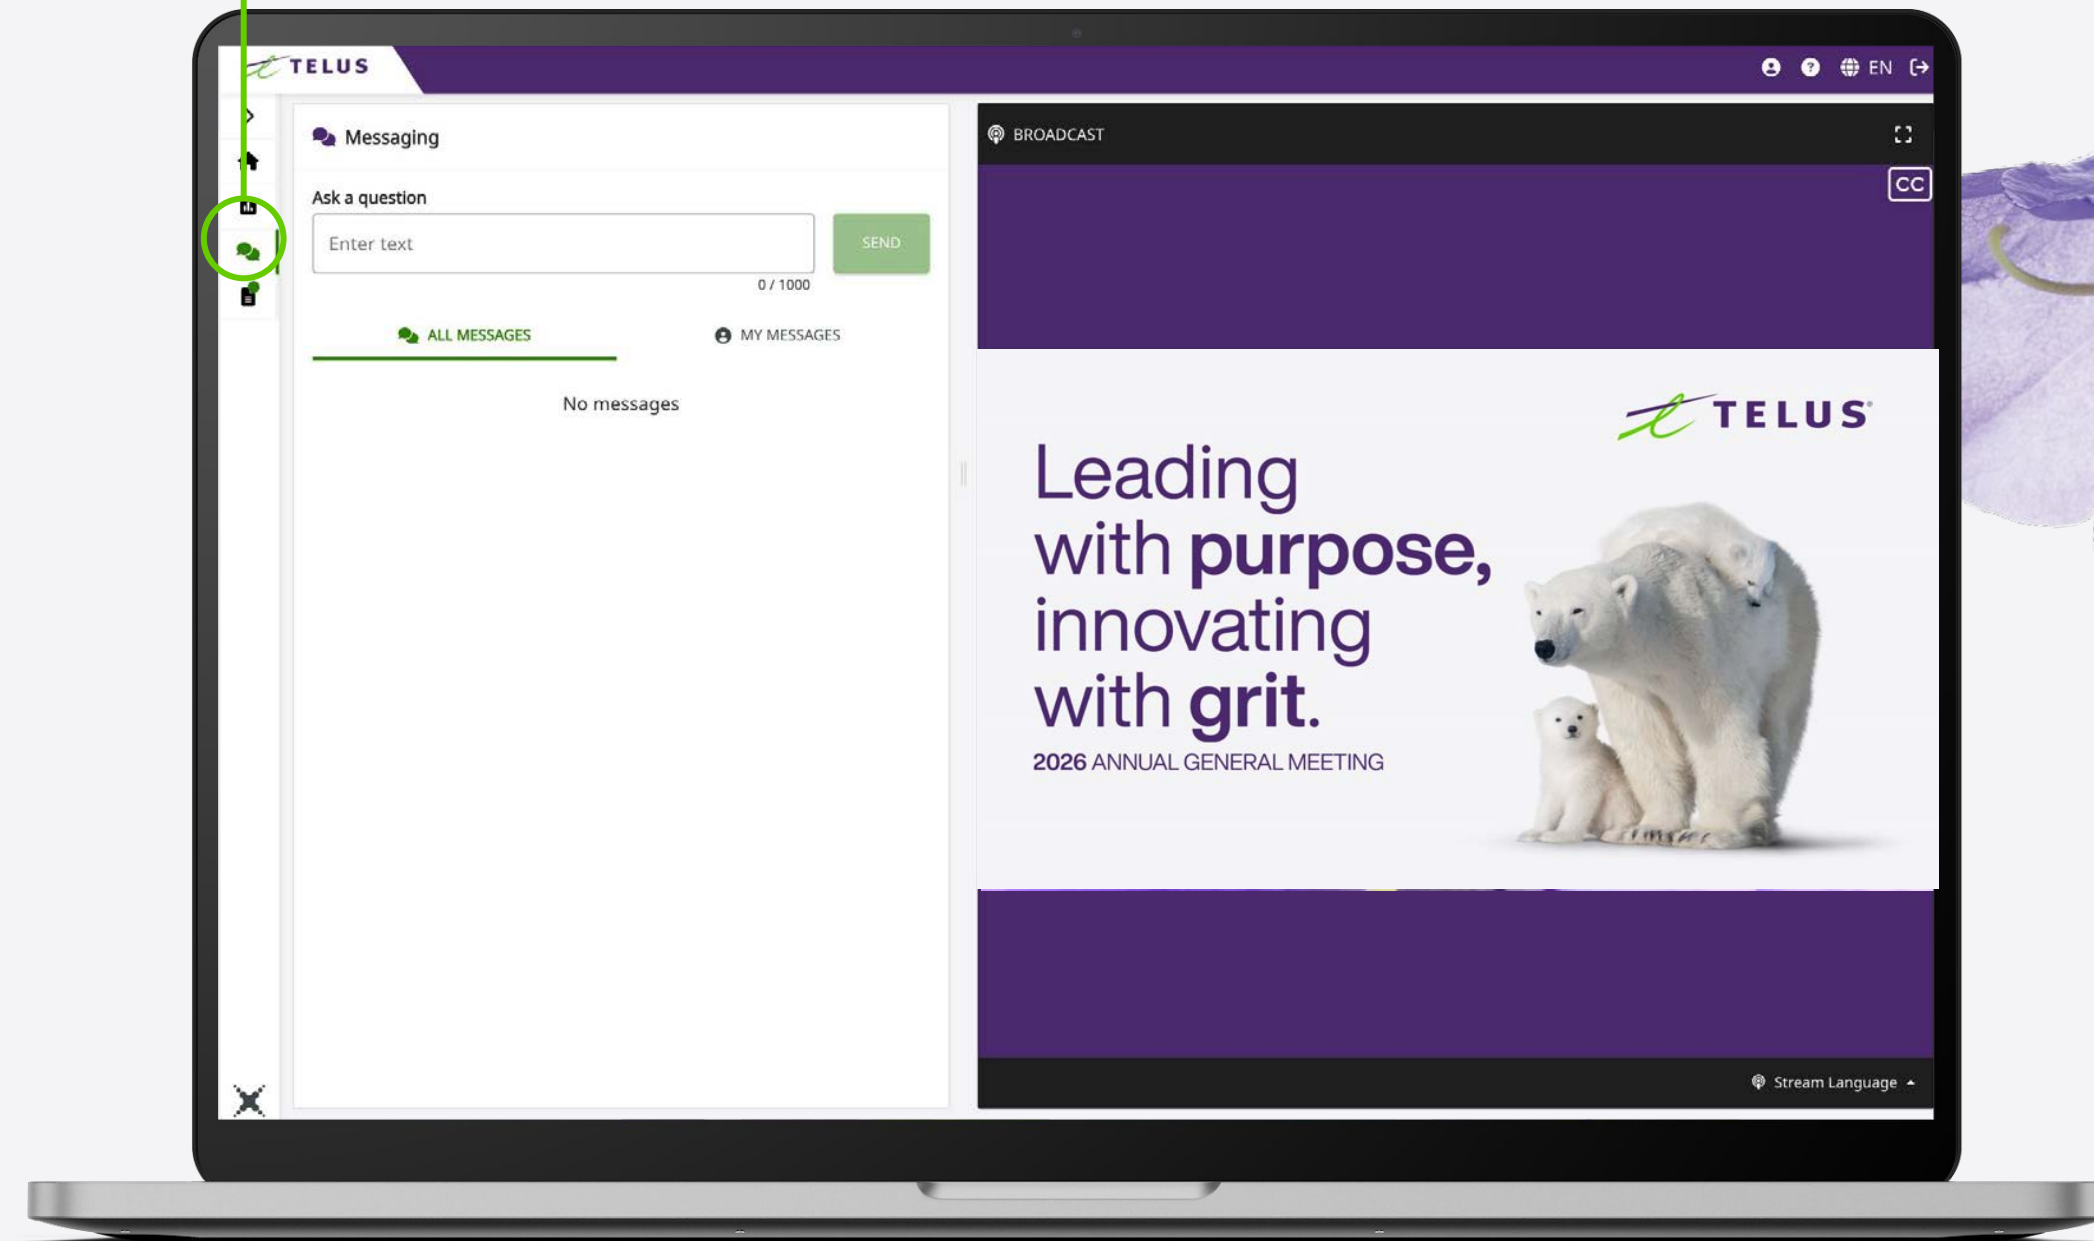 TELUS
EN
Messaging
Ask a question
Enter text
SEND
0 / 1000
ALL MESSAGES
MY MESSAGES
No messages
BROADCAST
CC
TELUS
Leading
with purpose,
innovating
with grit.
2026 ANNUAL GENERAL MEETING
Stream Language